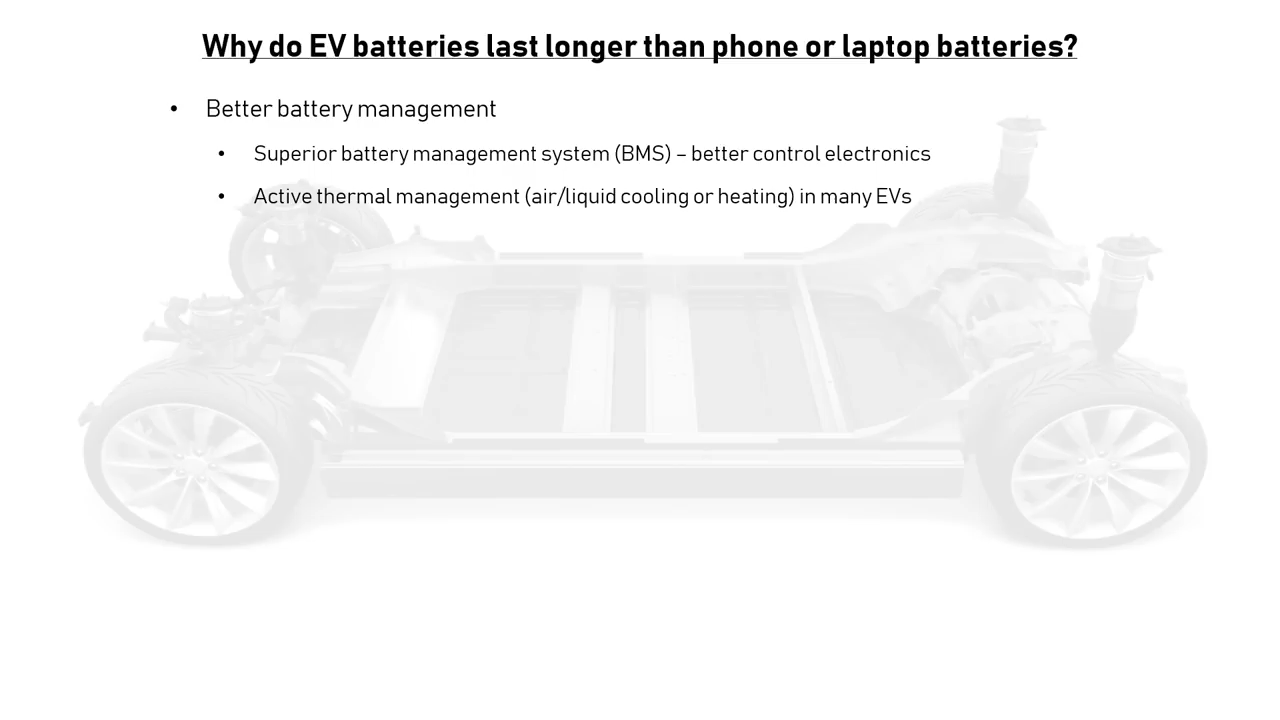 Why do EV batteries last longer than phone or laptop batteries?
• Better battery management
• Superior battery management system (BMS) – better control electronics
• Active thermal management (air/liquid cooling or heating) in many EVs